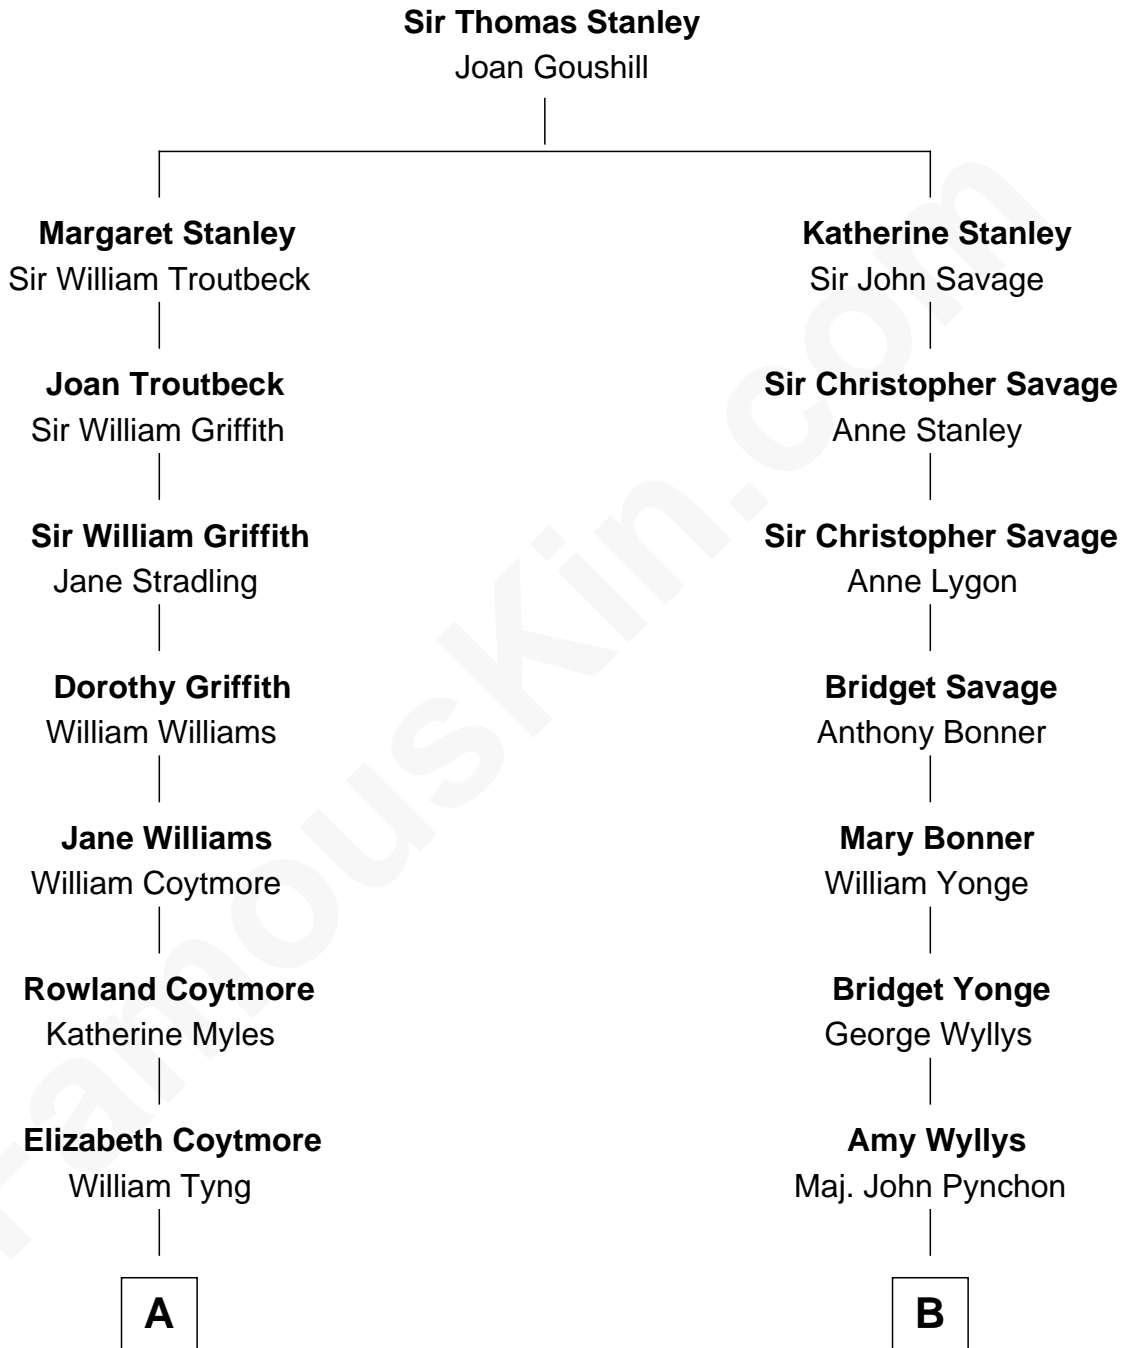 Sir Thomas Stanley
Joan Goushill
Margaret Stanley
Sir William Troutbeck
Katherine Stanley
Sir John Savage
Joan Troutbeck
Sir William Griffith
Sir Christopher Savage
Anne Stanley
Sir William Griffith
Jane Stradling
Sir Christopher Savage
Anne Lygon
Dorothy Griffith
William Williams
Bridget Savage
Anthony Bonner
Jane Williams
William Coytmore
Mary Bonner
William Yonge
Rowland Coytmore
Katherine Myles
Bridget Yonge
George Wyllys
Elizabeth Coytmore
William Tyng
Amy Wyllys
Maj. John Pynchon
A
B
FamousKin.com